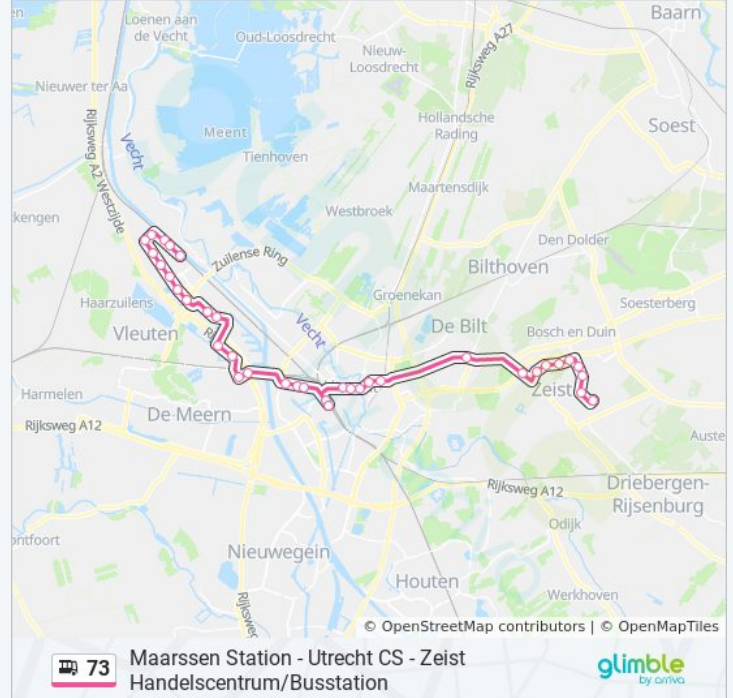 Baarn
Loenen aan
de Vecht
Oud-Loosdrecht
Nieuw-
Loosdrecht
Rijksweg A27
Nieuwer ter Aa
Rijksweg A2 Westzijde
Vecht
Meent
Hollandsche
Rading
Soest
Tienhoven
Maartensdijk
kengen
Westbroek
Den Dolder
Zuilense Ring
Bilthoven
Haarzuilens
Groenekan
Soesterberg
Vecht
De Bilt
Bosch en Duin
Vleuten
Zeist
Harmelen
De Meern
Rijksweg A12
Auste
Rijksweg A12
Driebergen-
Rijsenburg
Odijk
ontfoort
Nieuwegein
Houten
Werkhoven
Rijksweg
© OpenStreetMap contributors | © OpenMapTiles
73
Maarssen Station - Utrecht CS - Zeist
Handelscentrum/Busstation
glimble
by arriva